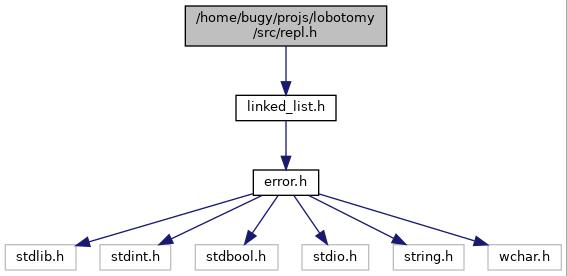 /home/bugy/projs/lobotomy
/src/repl.h
linked_list.h
error.h
stdlib.h
stdint.h
stdbool.h
stdio.h
string.h
wchar.h